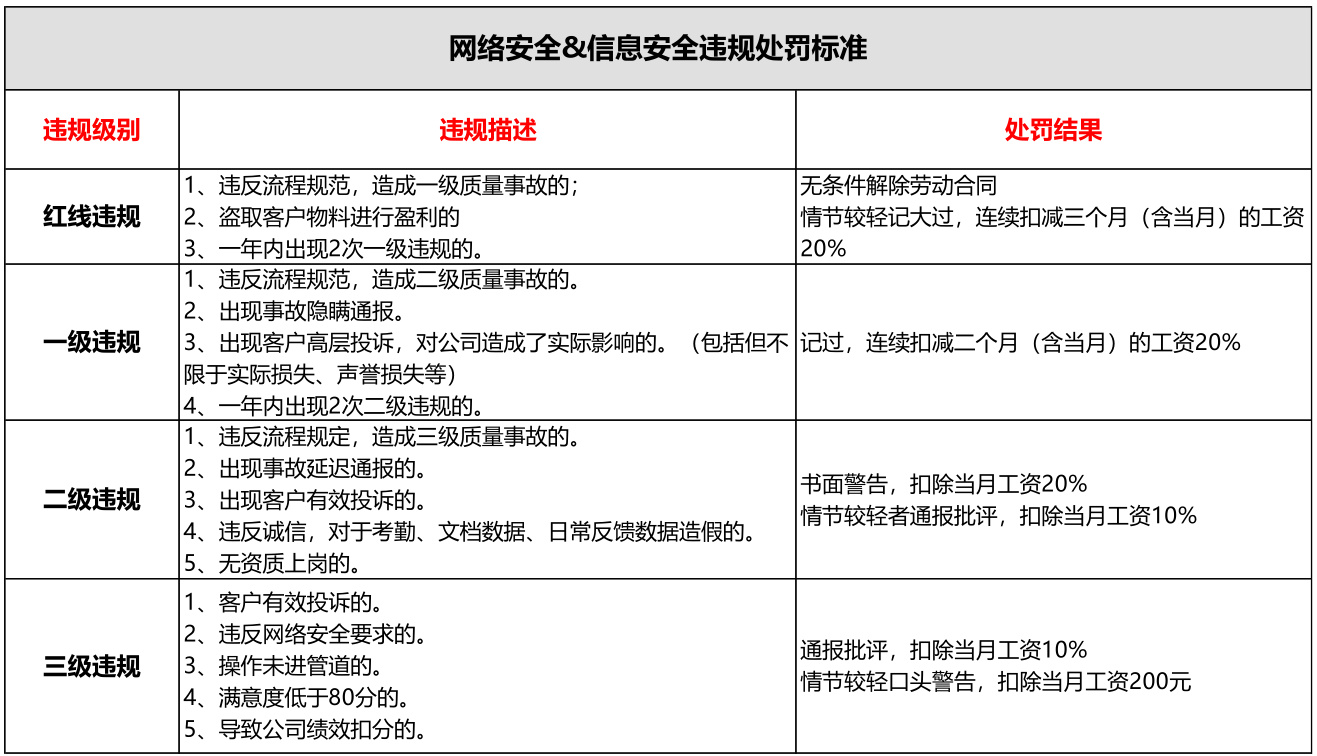 网络安全&信息安全违规处罚标准
违规级别
违规描述
处罚结果
红线违规
1、违反流程规范，造成一级质量事故的；
2、盗取客户物料进行盈利的
3、一年内出现2次一级违规的。
无条件解除劳动合同
情节较轻记大过，连续扣减三个月（含当月）的工资
20%
一级违规
1、违反流程规范，造成二级质量事故的。
2、出现事故隐瞒通报。
3、出现客户高层投诉，对公司造成了实际影响的。（包括但不
限于实际损失、声誉损失等）
4、一年内出现2次二级违规的。
记过，连续扣减二个月（含当月）的工资20%
二级违规
1、违反流程规定，造成三级质量事故的。
2、出现事故延迟通报的。
3、出现客户有效投诉的。
4、违反诚信，对于考勤、文档数据、日常反馈数据造假的。
5、无资质上岗的。
书面警告，扣除当月工资20%
情节较轻者通报批评，扣除当月工资10%
三级违规
1、客户有效投诉的。
2、违反网络安全要求的。
3、操作未进管道的。
4、满意度低于80分的。
5、导致公司绩效扣分的。
通报批评，扣除当月工资10%
情节较轻口头警告，扣除当月工资200元